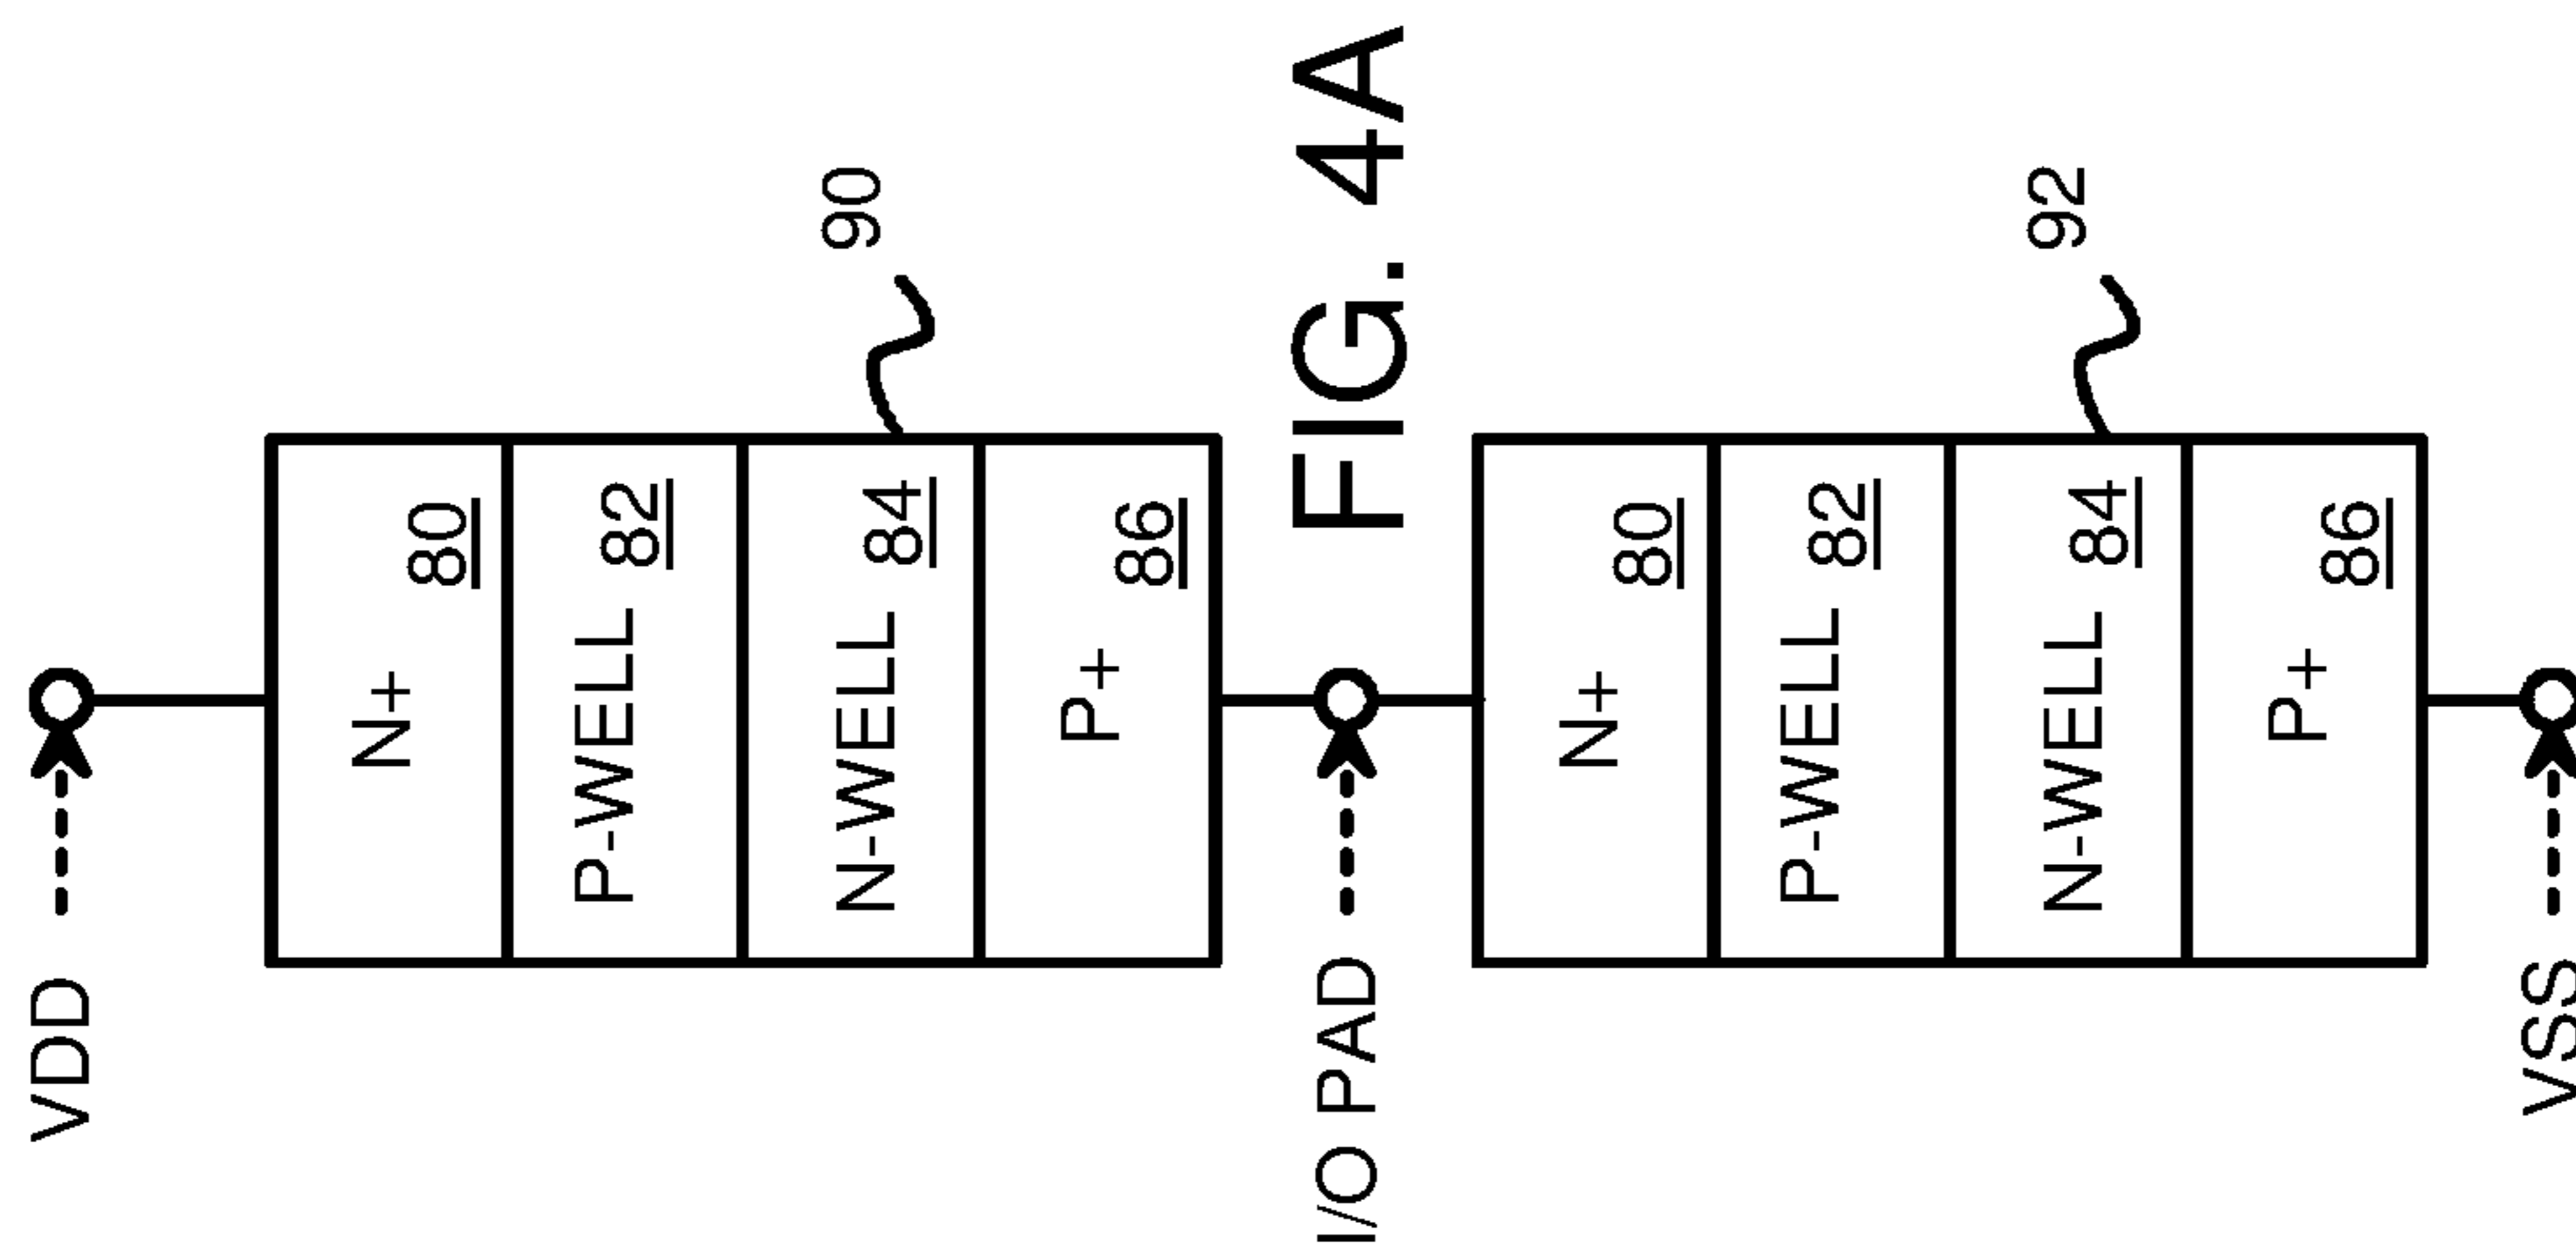 VDD
N+
80
P-WELL 82
N-WELL 84
P+
86
90
I/O PAD
FIG. 4A
N+
80
P-WELL 82
N-WELL 84
P+
86
92
VSS